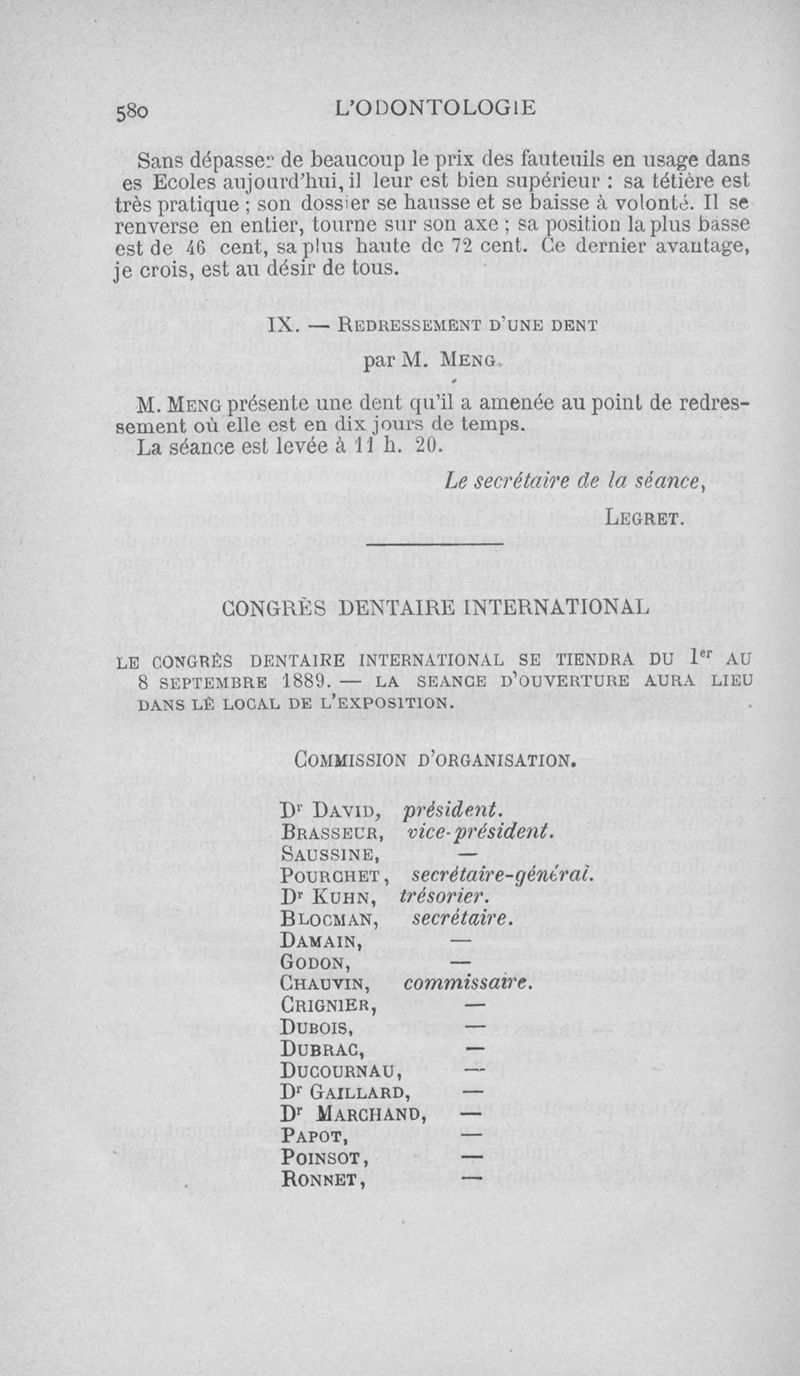 580 L'ODONTOLOGIE
Sans dépasser de beaucoup le prix des fauteuils en usage dans
es Ecoles aujourd'hui, il leur est bien supérieur : sa tétière est
très pratique ; son dossier se hausse et se baisse à volonté. Il se
renverse en entier, tourne sur son axe ; sa position la plus basse
est de 46 cent, sa plus haute de 72 cent. Ce dernier avantage,
je crois, est au désir de tous.
IX. — REDRESSEMENT D'UNE DENT
par M. MENG.
M. MENG présente une dent qu'il a amenée au point de redres-
sement où elle est en dix jours de temps.
La séance est levée à 11 h. 20.
Le secrétaire de la séance,
LEGRET.
CONGRÈS DENTAIRE INTERNATIONAL
LE CONGRÈS DENTAIRE INTERNATIONAL SE TIENDRA DU 1er AU
8 SEPTEMBRE 1889. — LA SEANCE D'OUVERTURE AURA LIEU
DANS LÉ LOCAL DE L'EXPOSITION.
COMMISSION D'ORGANISATION.
Dr DAVID, président.
BRASSEUR, vice-président.
SAUSSINE, —
POURCHET, secrétaire-général.
Dr KUHN, trésorier.
BLOCMAN, secrétaire.
DAMAIN, —
GODON, —
CHAUVIN, commissaire.
CRIGNIER, —
DUBOIS, —
DUBRAC, —
DUCOURNAU, —
Dr GAILLARD, —
Dr MARCHAND, —
PAPOT, —
POINSOT, —
RONNET, —